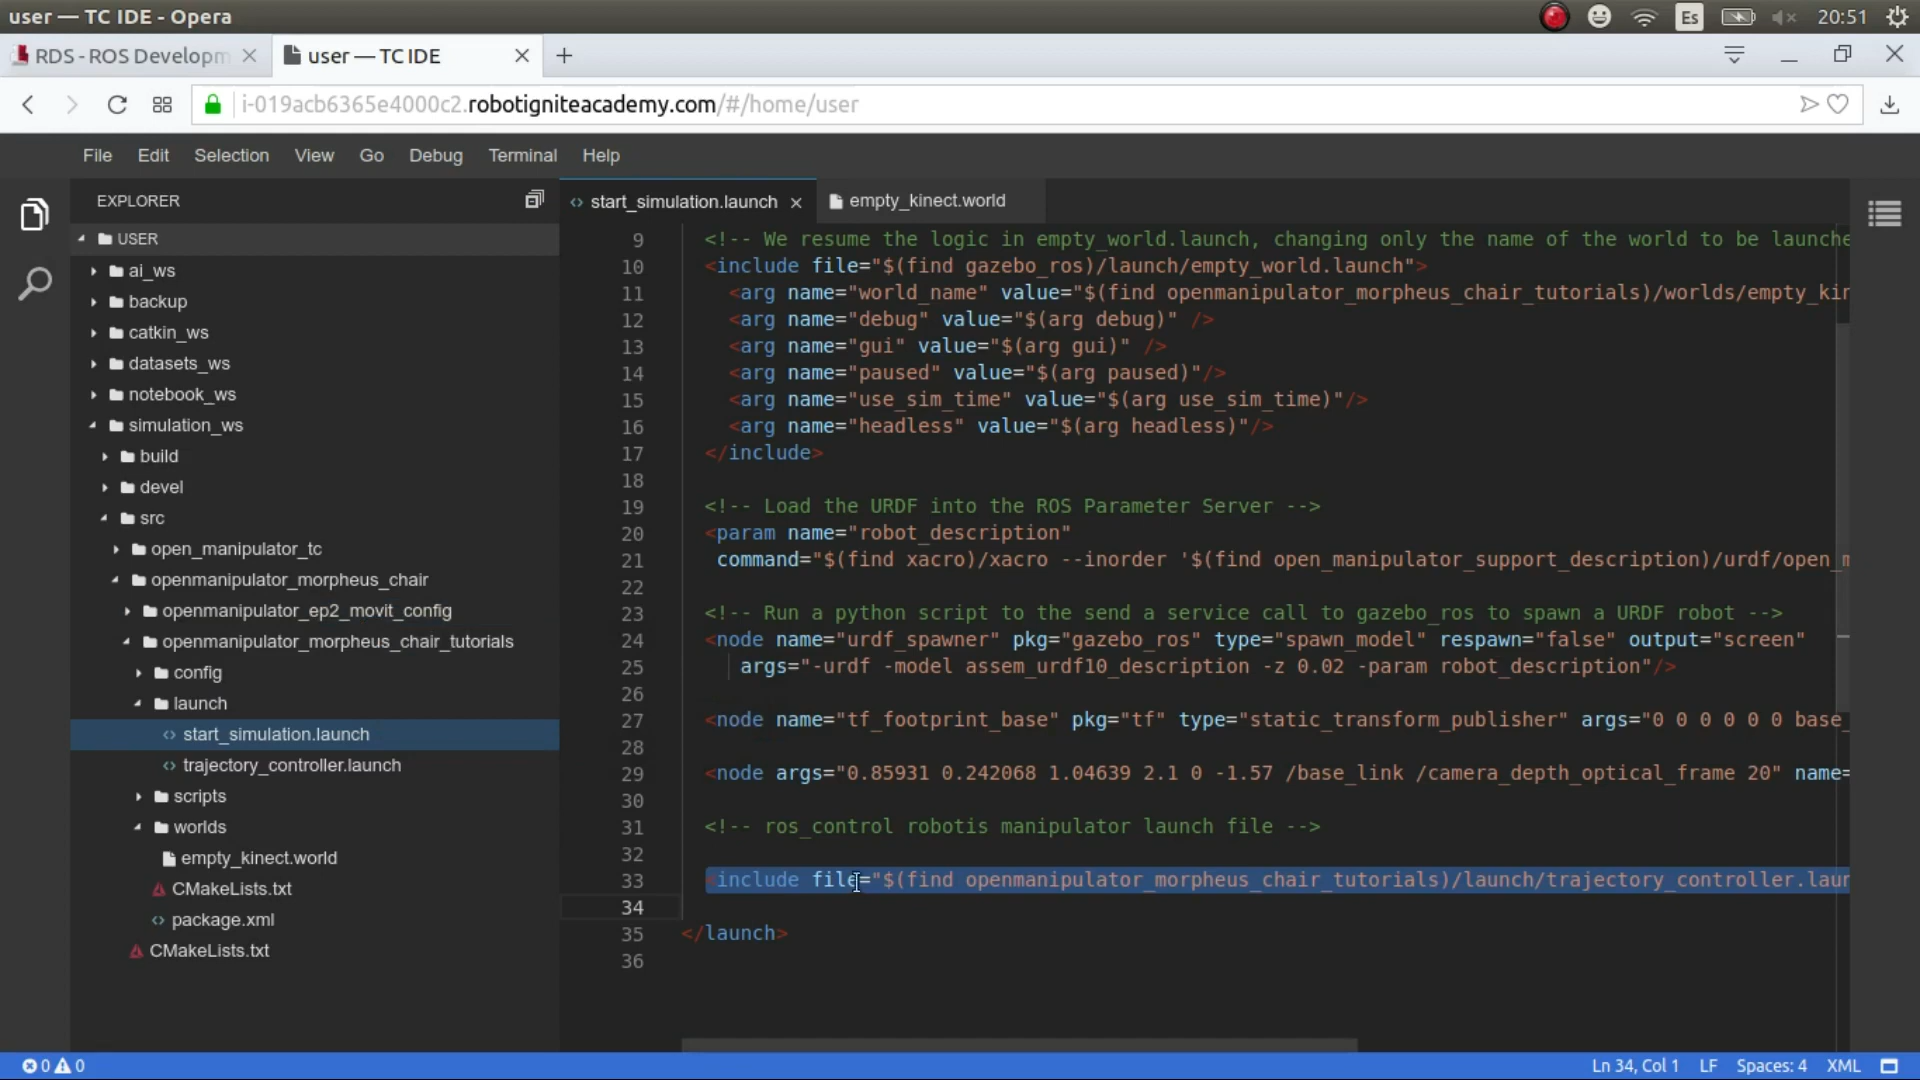 user — TC IDE - Opera
Es
20:51
RDS - ROS Developm
user — TC IDE
i-019acb6365e4000c2.robotigniteacademy.com/#/home/user
File Edit Selection View Go Debug Terminal Help
EXPLORER
USER
ai_ws
backup
catkin_ws
datasets_ws
notebook_ws
simulation_ws
build
devel
src
open_manipulator_tc
openmanipulator_morpheus_chair
openmanipulator_ep2_movit_config
openmanipulator_morpheus_chair_tutorials
config
launch
start_simulation.launch
trajectory_controller.launch
scripts
worlds
empty_kinect.world
CMakeLists.txt
package.xml
CMakeLists.txt
start_simulation.launch
empty_kinect.world
9 <!-- We resume the logic in empty_world.launch, changing only the name of the world to be launche
10 <include file="$(find gazebo_ros)/launch/empty_world.launch">
11 <arg name="world_name" value="$(find openmanipulator_morpheus_chair_tutorials)/worlds/empty_kin
12 <arg name="debug" value="$(arg debug)" />
13 <arg name="gui" value="$(arg gui)" />
14 <arg name="paused" value="$(arg paused)"/>
15 <arg name="use_sim_time" value="$(arg use_sim_time)"/>
16 <arg name="headless" value="$(arg headless)"/>
17 </include>
18
19 <!-- Load the URDF into the ROS Parameter Server -->
20 <param name="robot_description"
21 command="$(find xacro)/xacro --inorder '$(find open_manipulator_support_description)/urdf/open_m
22
23 <!-- Run a python script to the send a service call to gazebo_ros to spawn a URDF robot -->
24 <node name="urdf_spawner" pkg="gazebo_ros" type="spawn_model" respawn="false" output="screen"
25 args="-urdf -model assem_urdf10_description -z 0.02 -param robot_description"/>
26
27 <node name="tf_footprint_base" pkg="tf" type="static_transform_publisher" args="0 0 0 0 0 0 base_
28
29 <node args="0.85931 0.242068 1.04639 2.1 0 -1.57 /base_link /camera_depth_optical_frame 20" name=
30
31 <!-- ros_control robotis manipulator launch file -->
32
33 <include file="$(find openmanipulator_morpheus_chair_tutorials)/launch/trajectory_controller.laun
34
35 </launch>
36
0 0
Ln 34, Col 1 LF Spaces: 4 XML